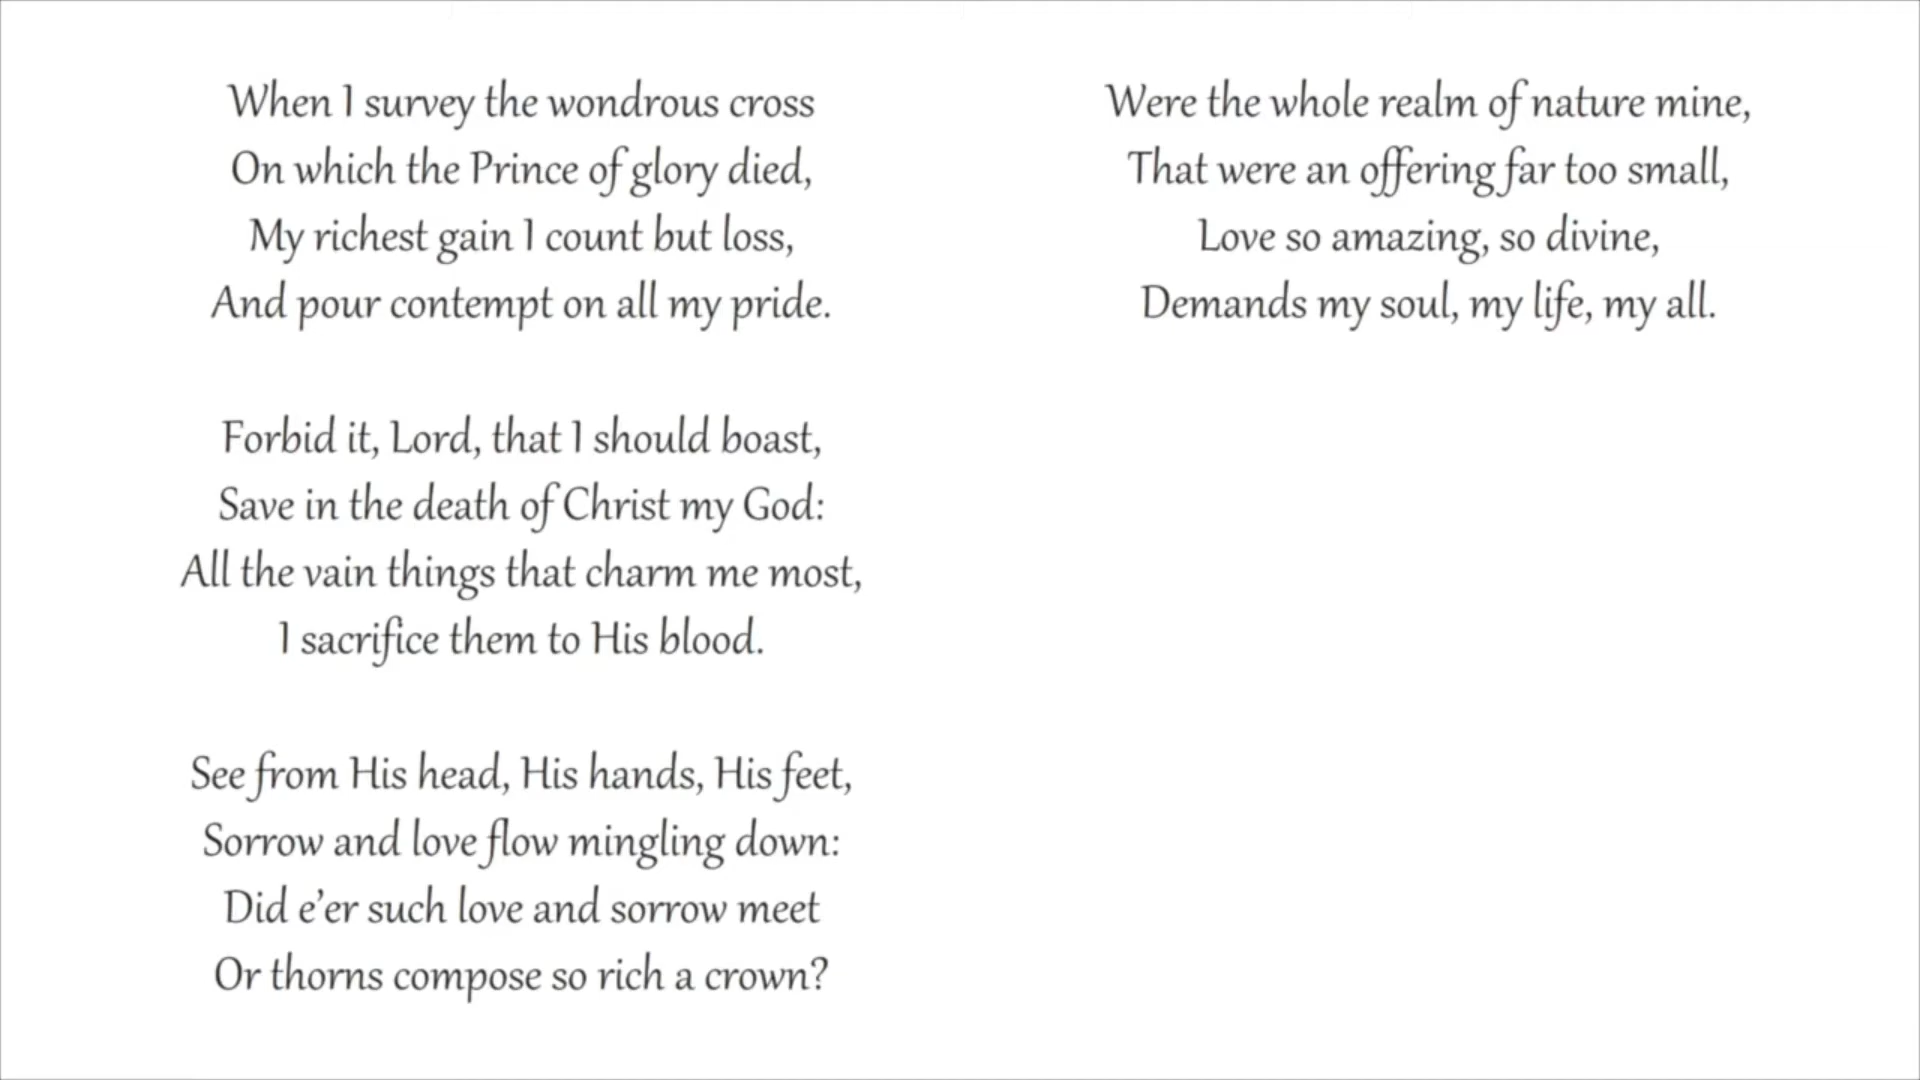 When I survey the wondrous cross
On which the Prince of glory died,
My richest gain I count but loss,
And pour contempt on all my pride.
Forbid it, Lord, that I should boast,
Save in the death of Christ my God:
All the vain things that charm me most,
I sacrifice them to His blood.
See from His head, His hands, His feet,
Sorrow and love flow mingling down:
Did e’er such love and sorrow meet
Or thorns compose so rich a crown?
Were the whole realm of nature mine,
That were an offering far too small,
Love so amazing, so divine,
Demands my soul, my life, my all.